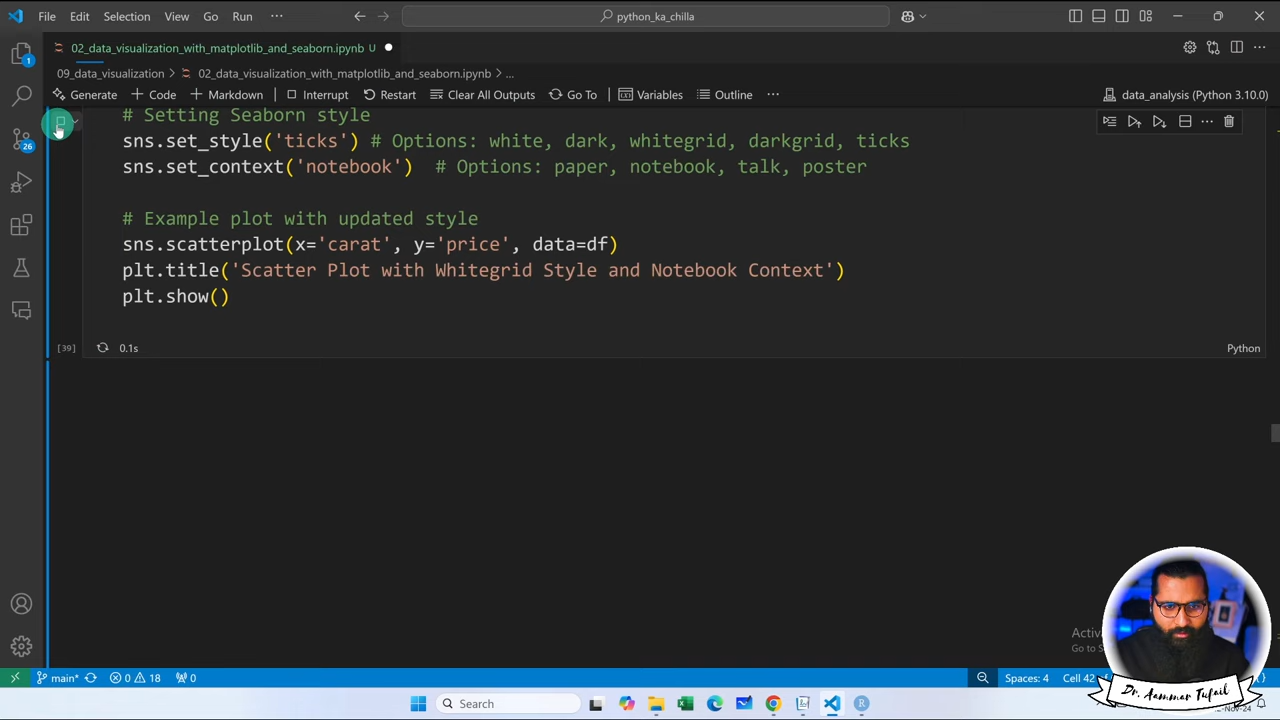 File Edit Selection View Go Run ··· python_ka_chilla
02_data_visualization_with_matplotlib_and_seaborn.ipynb U
09_data_visualization > 02_data_visualization_with_matplotlib_and_seaborn.ipynb > ...
Generate + Code + Markdown Interrupt Restart Clear All Outputs Go To Variables Outline ··· data_analysis (Python 3.10.0)
# Setting Seaborn style
sns.set_style('ticks') # Options: white, dark, whitegrid, darkgrid, ticks
sns.set_context('notebook')  # Options: paper, notebook, talk, poster
# Example plot with updated style
sns.scatterplot(x='carat', y='price', data=df)
plt.title('Scatter Plot with Whitegrid Style and Notebook Context')
plt.show()
[39] 0.1s Python
1
26
Go to S
main* 0 18 0 Spaces: 4 Cell 42
Dr. Aammar Tufail
Search